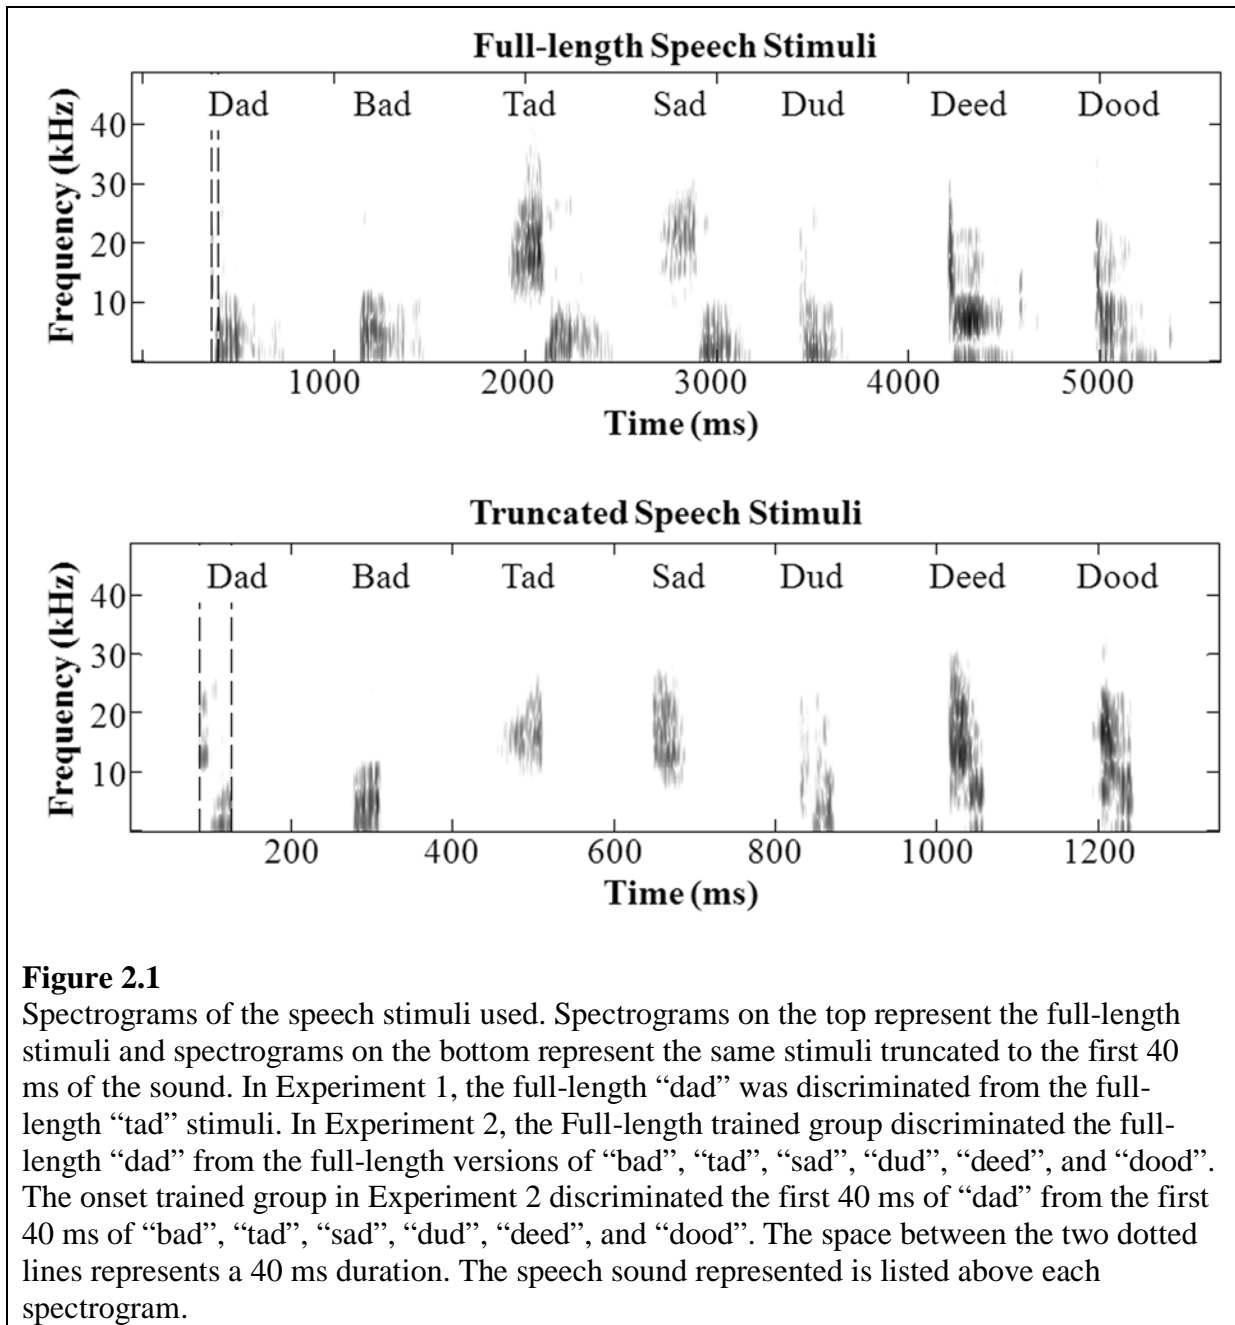 Full-length Speech Stimuli
Dad Bad Tad Sad Dud Deed Dood
Frequency (kHz)
40
30
20
10
1000 2000 3000 4000 5000
Time (ms)
Truncated Speech Stimuli
Dad Bad Tad Sad Dud Deed Dood
Frequency (kHz)
40
30
20
10
200 400 600 800 1000 1200
Time (ms)
Figure 2.1
Spectrograms of the speech stimuli used. Spectrograms on the top represent the full-length
stimuli and spectrograms on the bottom represent the same stimuli truncated to the first 40
ms of the sound. In Experiment 1, the full-length “dad” was discriminated from the full-
length “tad” stimuli. In Experiment 2, the Full-length trained group discriminated the full-
length “dad” from the full-length versions of “bad”, “tad”, “sad”, “dud”, “deed”, and “dood”.
The onset trained group in Experiment 2 discriminated the first 40 ms of “dad” from the first
40 ms of “bad”, “tad”, “sad”, “dud”, “deed”, and “dood”. The space between the two dotted
lines represents a 40 ms duration. The speech sound represented is listed above each
spectrogram.